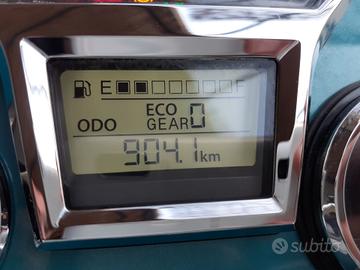 E F
ECO
ODO GEAR 0
904.1 km
subito